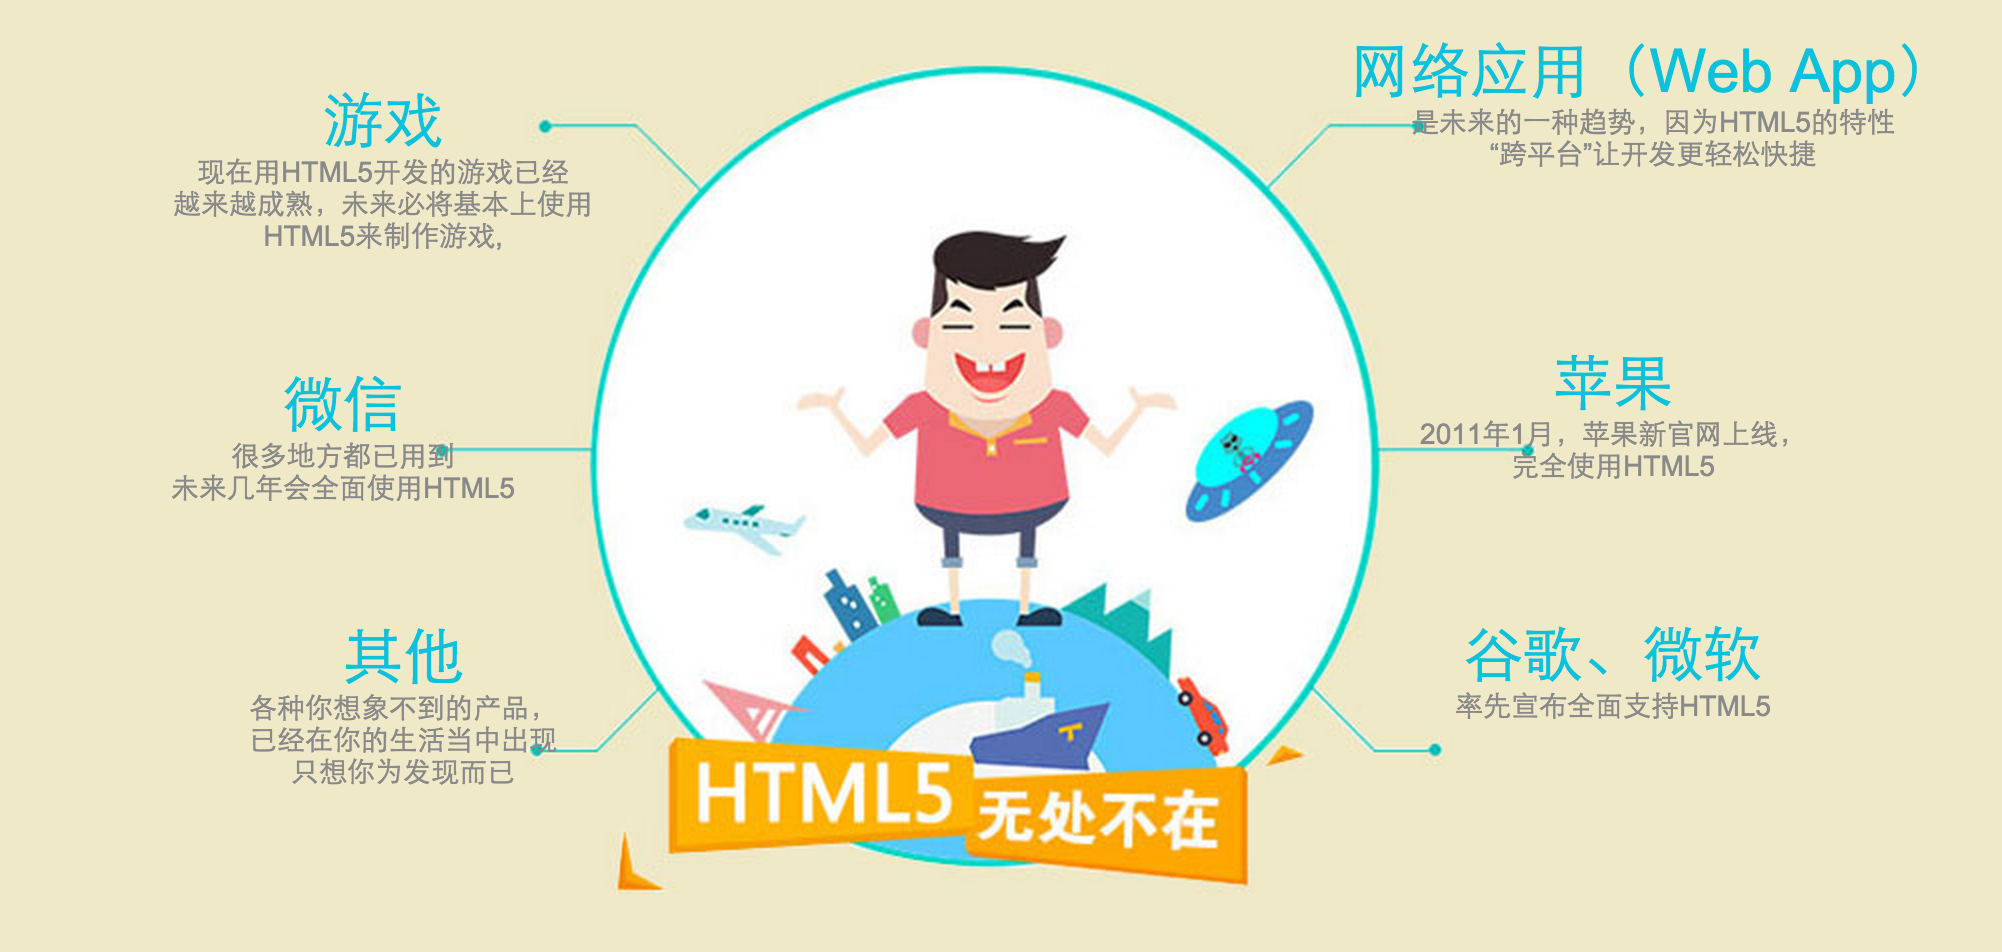 游戏
现在用HTML5开发的游戏已经
越来越成熟，未来必将基本上使用
HTML5来制作游戏,
微信
很多地方都已用到
未来几年会全面使用HTML5
其他
各种你想象不到的产品，
已经在你的生活当中出现
只想你为发现而已
网络应用（Web App）
是未来的一种趋势，因为HTML5的特性
“跨平台”让开发更轻松快捷
苹果
2011年1月，苹果新官网上线，
完全使用HTML5
谷歌、微软
率先宣布全面支持HTML5
HTML5 无处不在